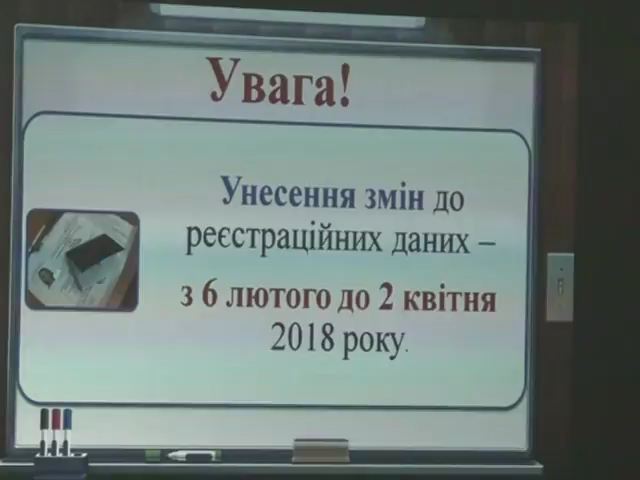 Увага!
Унесення змін до
реєстраційних даних –
з 6 лютого до 2 квітня
2018 року.